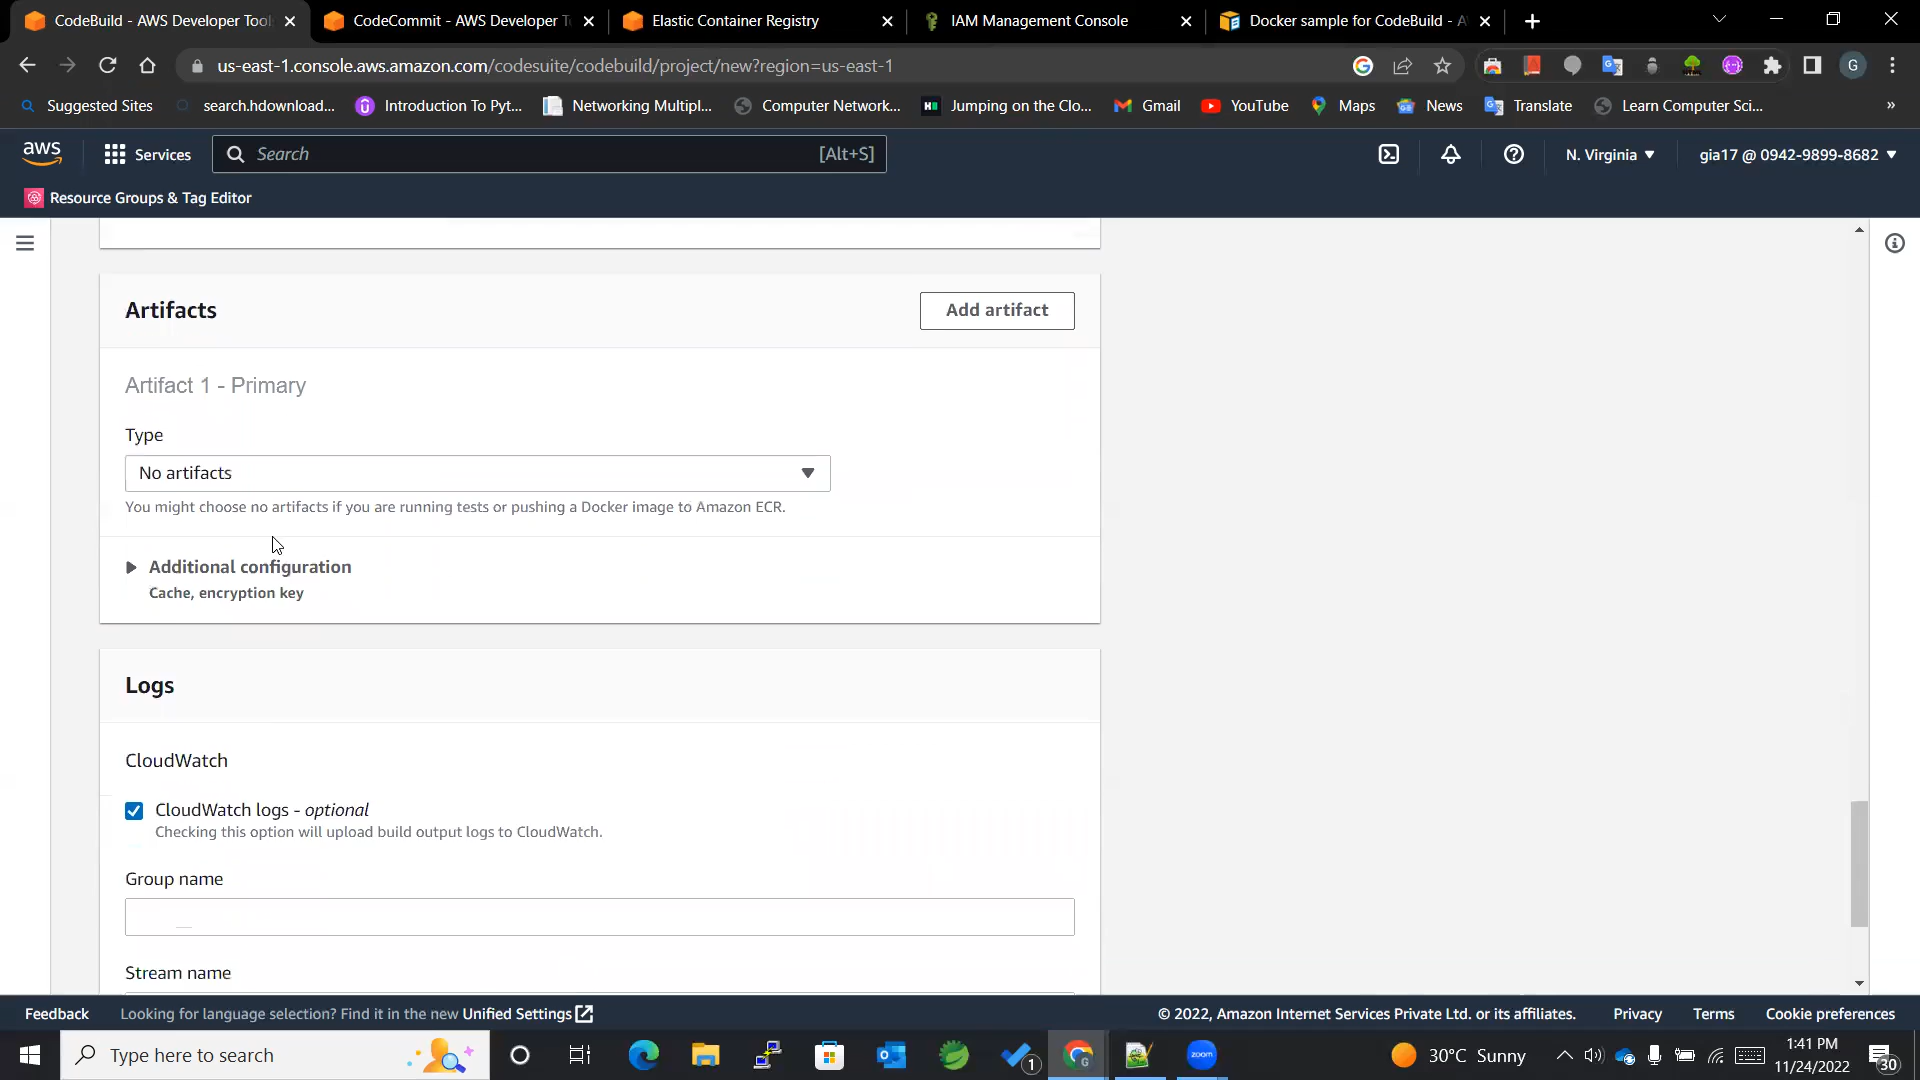 CodeBuild - AWS Developer Tool
CodeCommit - AWS Developer T
Elastic Container Registry
IAM Management Console
Docker sample for CodeBuild - A
us-east-1.console.aws.amazon.com/codesuite/codebuild/project/new?region=us-east-1
G
Suggested Sites
search.hdownload...
Introduction To Pyt...
Networking Multipl...
Computer Network...
Jumping on the Clo...
Gmail
YouTube
Maps
News
Translate
Learn Computer Sci...
»
aws
Services
Search
[Alt+S]
N. Virginia
gia17 @ 0942-9899-8682
Resource Groups & Tag Editor
Artifacts
Add artifact
Artifact 1 - Primary
Type
No artifacts
You might choose no artifacts if you are running tests or pushing a Docker image to Amazon ECR.
Additional configuration
Cache, encryption key
Logs
CloudWatch
CloudWatch logs - optional
Checking this option will upload build output logs to CloudWatch.
Group name
Stream name
Feedback
Looking for language selection? Find it in the new Unified Settings
© 2022, Amazon Internet Services Private Ltd. or its affiliates.
Privacy
Terms
Cookie preferences
Type here to search
1
zoom
30°C Sunny
1:41 PM
11/24/2022
30